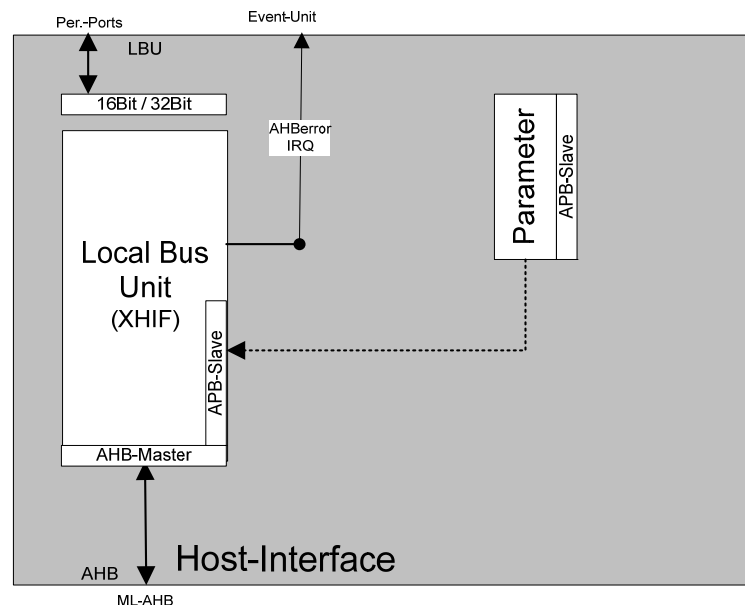 Per.-Ports
Event-Unit
LBU
16Bit / 32Bit
AHBerror
IRQ
Parameter
APB-Slave
Local Bus
Unit
(XHIF)
APB-Slave
AHB-Master
Host-Interface
AHB
ML-AHB